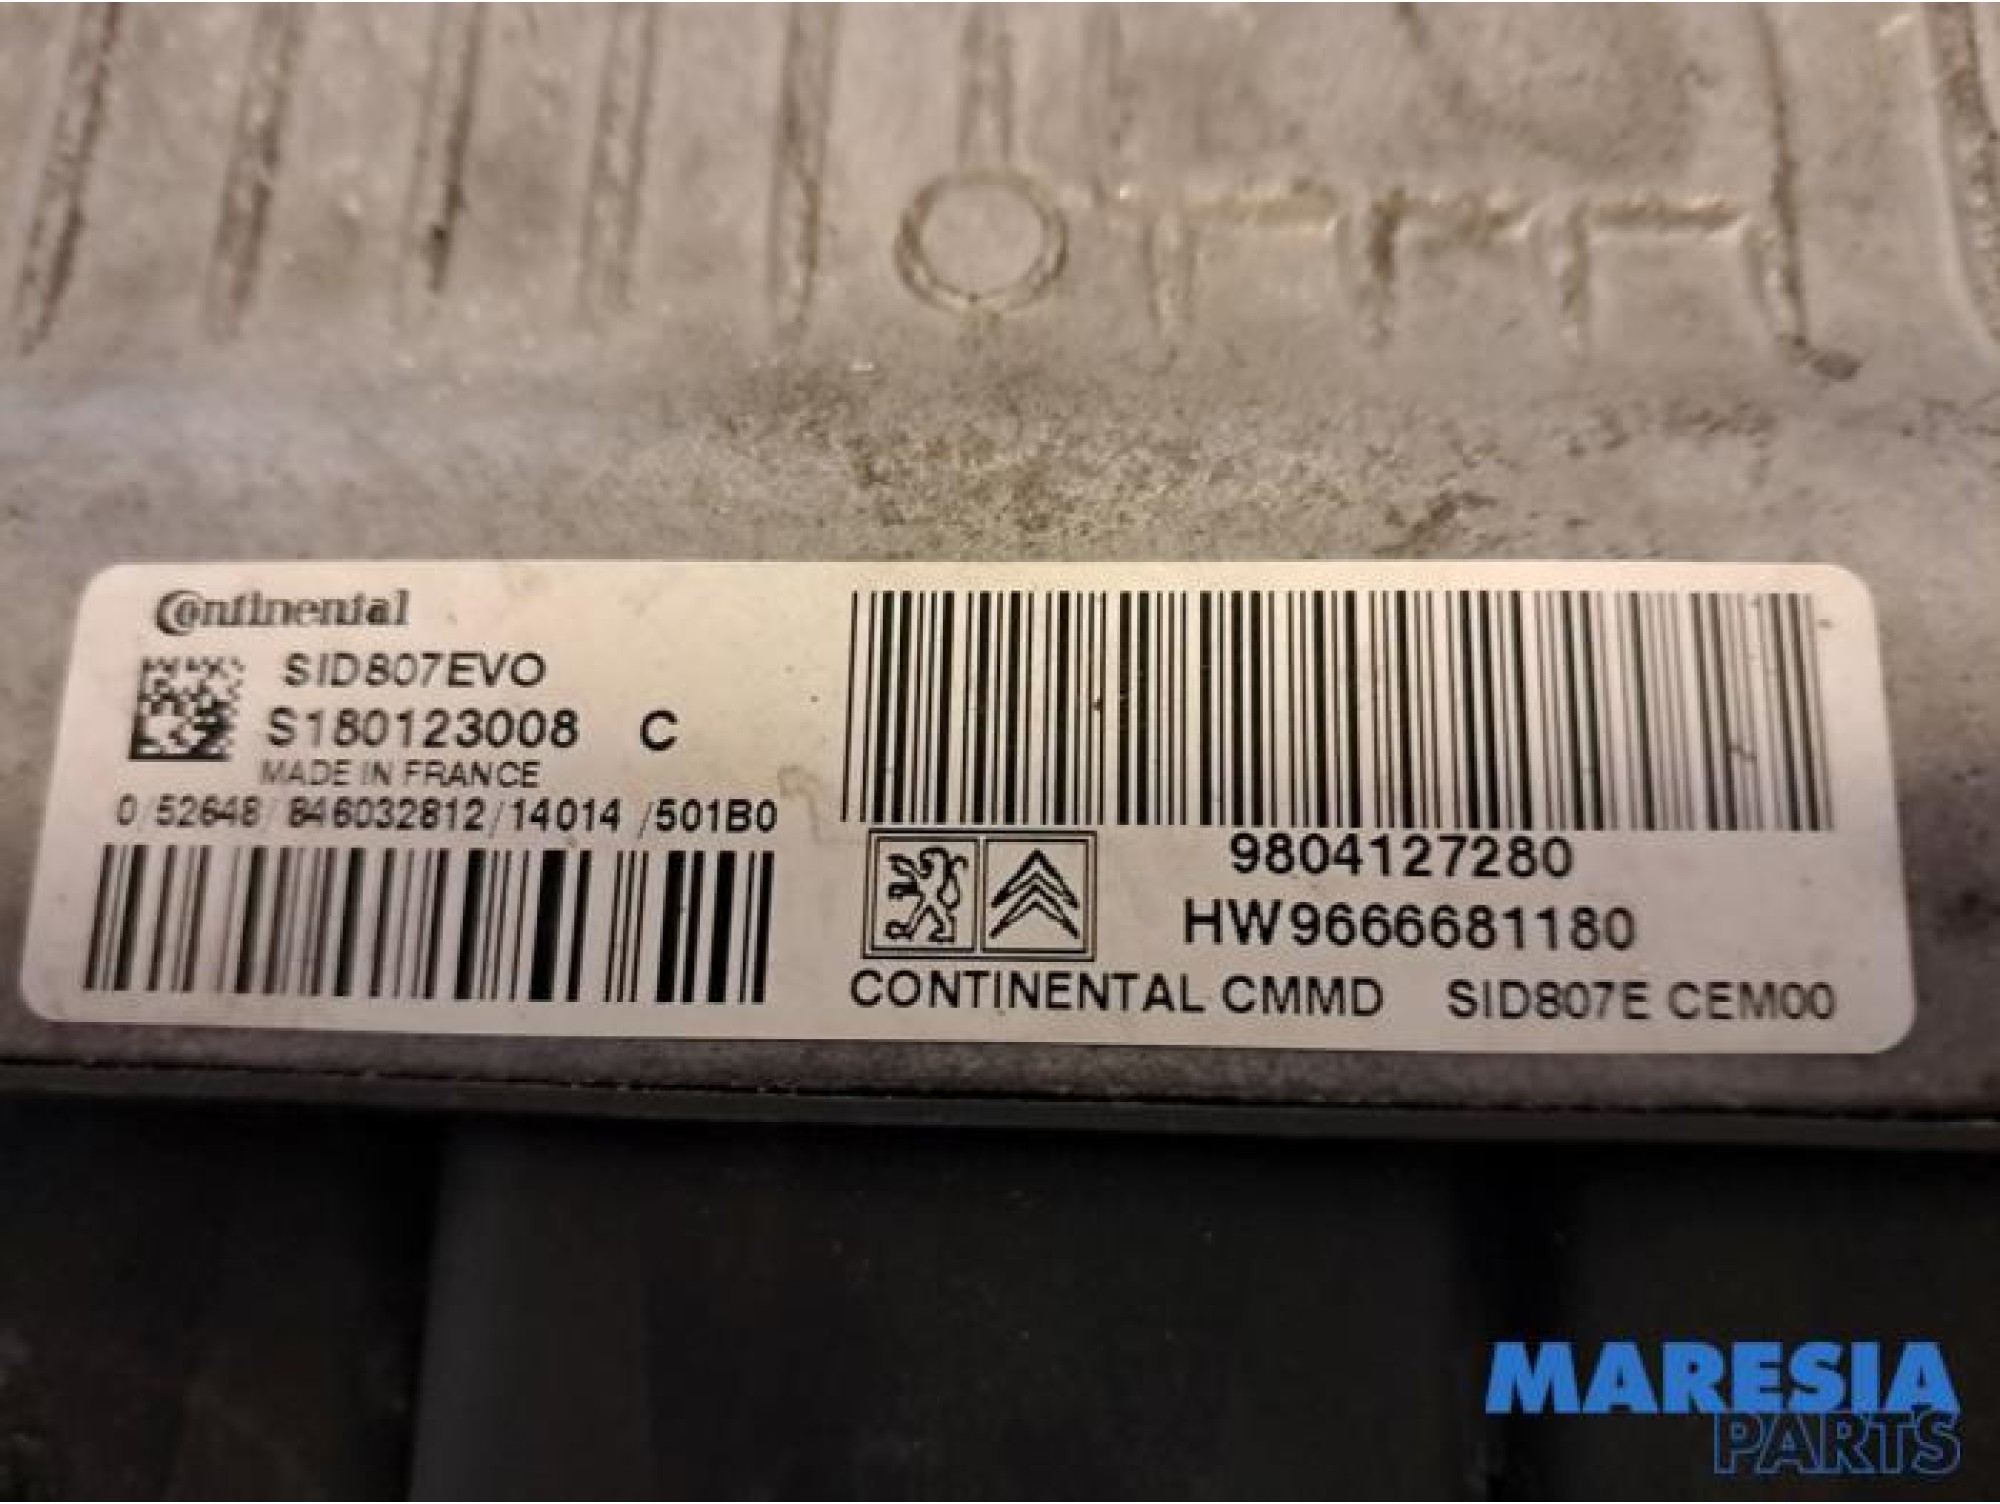 Continental
SID807EVO
S180123008 C
MADE IN FRANCE
0/52648/846032812/14014/501B0
9804127280
HW9666681180
CONTINENTAL CMMD SID807E CEM00
MARESIA
PARTS